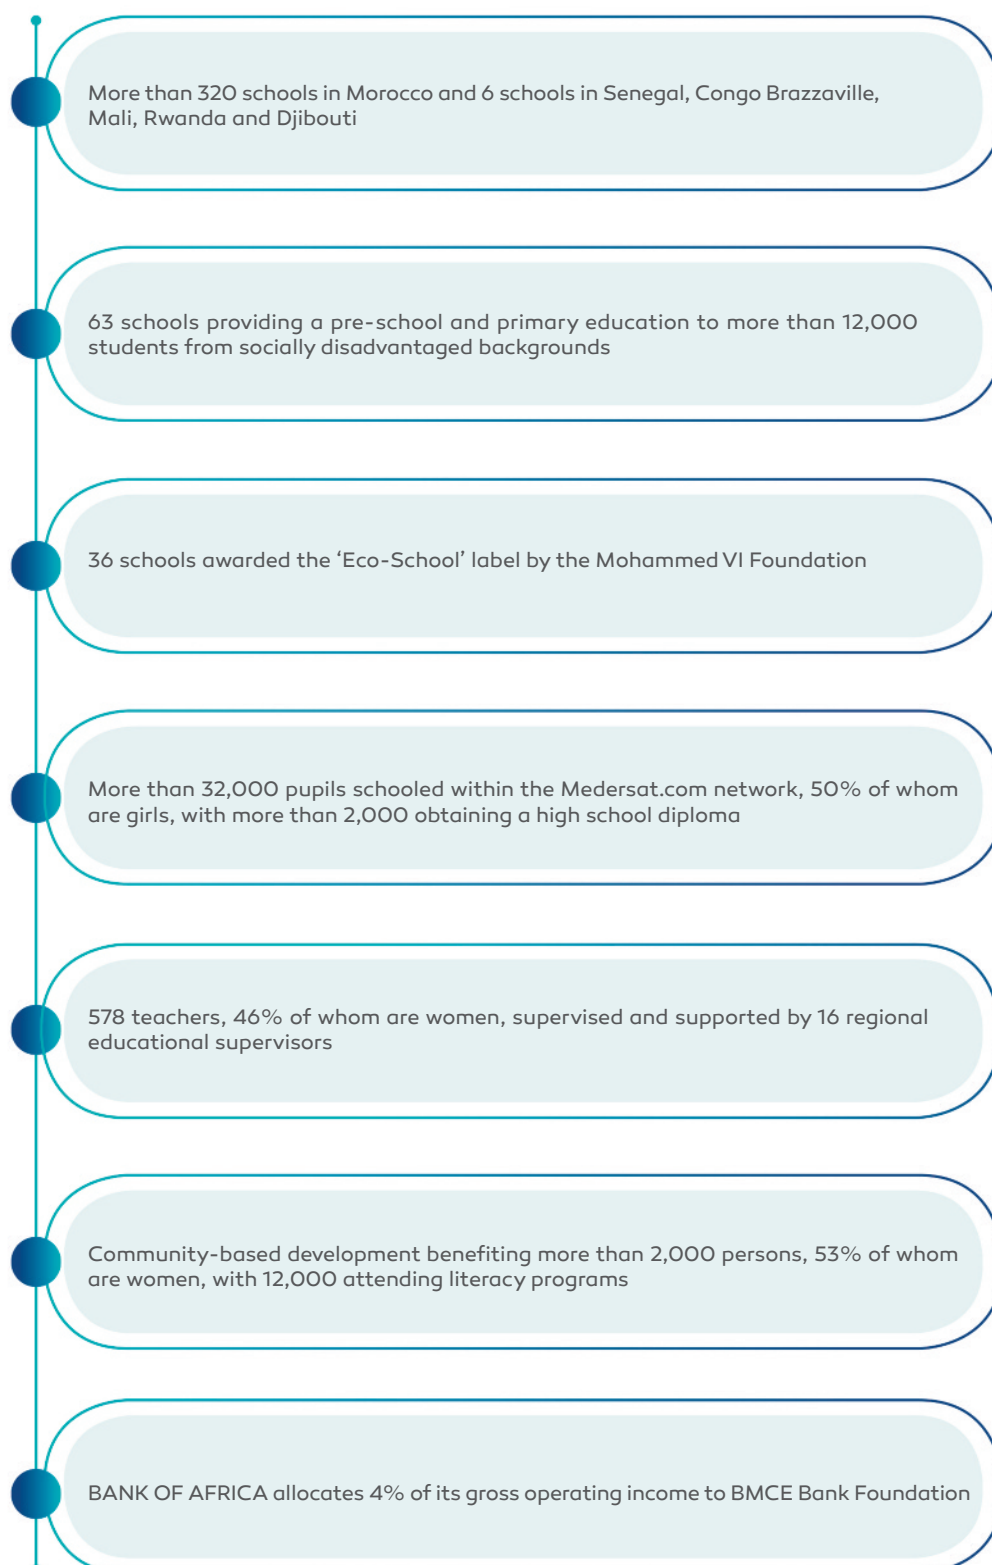 More than 320 schools in Morocco and 6 schools in Senegal, Congo Brazzaville,
Mali, Rwanda and Djibouti
63 schools providing a pre-school and primary education to more than 12,000
students from socially disadvantaged backgrounds
36 schools awarded the ‘Eco-School’ label by the Mohammed VI Foundation
More than 32,000 pupils schooled within the Medersat.com network, 50% of whom
are girls, with more than 2,000 obtaining a high school diploma
578 teachers, 46% of whom are women, supervised and supported by 16 regional
educational supervisors
Community-based development benefiting more than 2,000 persons, 53% of whom
are women, with 12,000 attending literacy programs
BANK OF AFRICA allocates 4% of its gross operating income to BMCE Bank Foundation